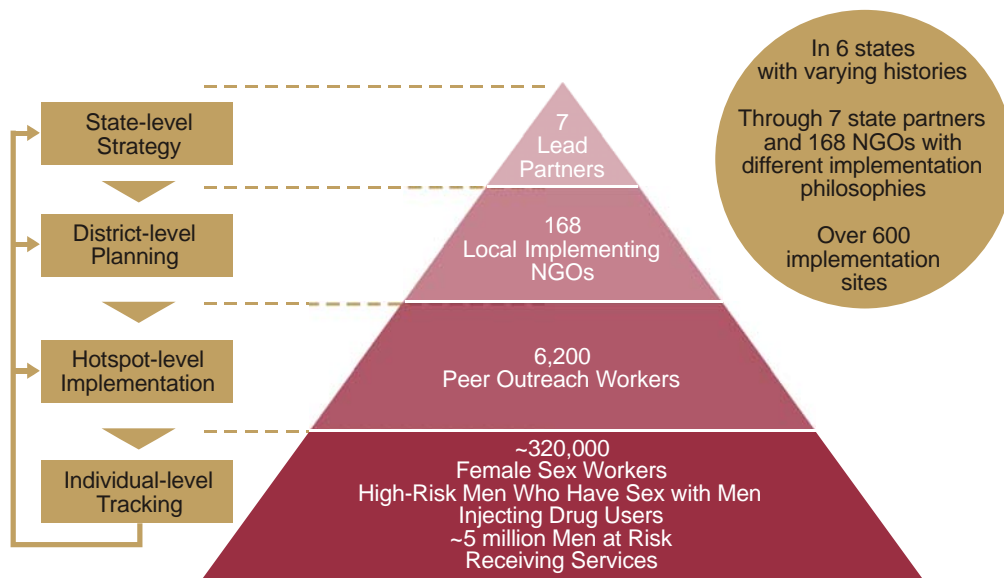 State-level
Strategy
District-level
Planning
Hotspot-level
Implementation
Individual-level
Tracking
7
Lead
Partners
168
Local Implementing
NGOs
6,200
Peer Outreach Workers
~320,000
Female Sex Workers
High-Risk Men Who Have Sex with Men
Injecting Drug Users
~5 million Men at Risk
Receiving Services
In 6 states
with varying histories
Through 7 state partners
and 168 NGOs with
different implementation
philosophies
Over 600
implementation
sites